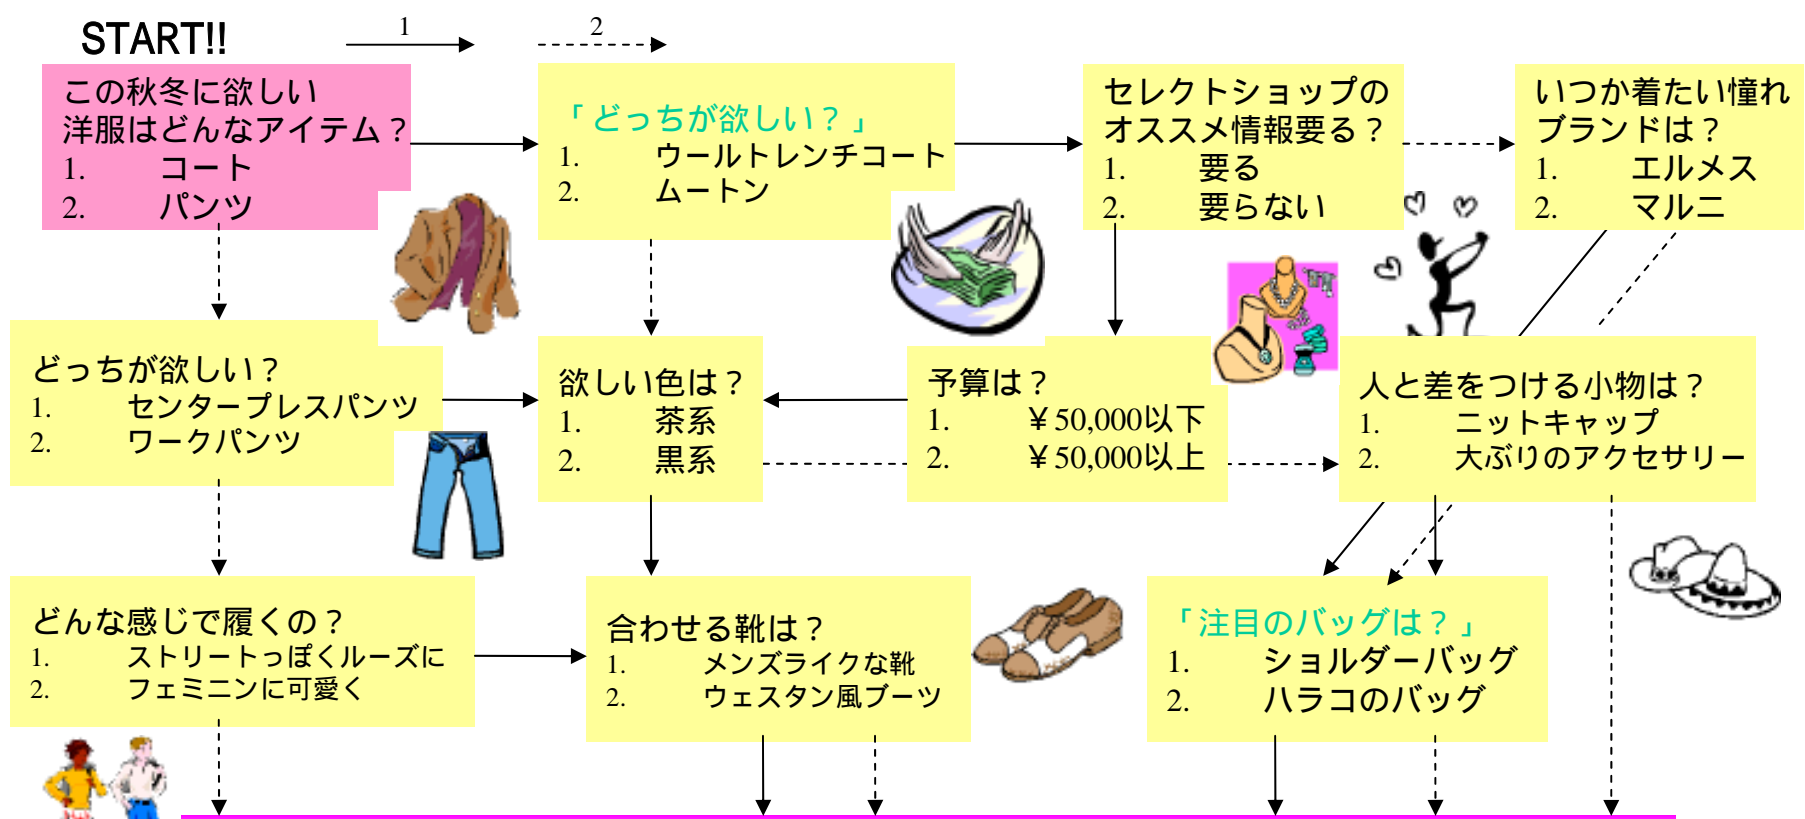 START!!
1
2
この秋冬に欲しい
洋服はどんなアイテム？
1. コート
2. パンツ
「どっちが欲しい？」
1. ウールトレンチコート
2. ムートン
セレクトショップの
オススメ情報要る？
1. 要る
2. 要らない
いつか着たい憧れ
ブランドは？
1. エルメス
2. マルニ
どっちが欲しい？
1. センタープレスパンツ
2. ワークパンツ
欲しい色は？
1. 茶系
2. 黒系
予算は？
1. ￥50,000以下
2. ￥50,000以上
人と差をつける小物は？
1. ニットキャップ
2. 大ぶりのアクセサリー
どんな感じで履くの？
1. ストリートっぽくルーズに
2. フェミニンに可愛く
合わせる靴は？
1. メンズライクな靴
2. ウェスタン風ブーツ
「注目のバッグは？」
1. ショルダーバッグ
2. ハラコのバッグ